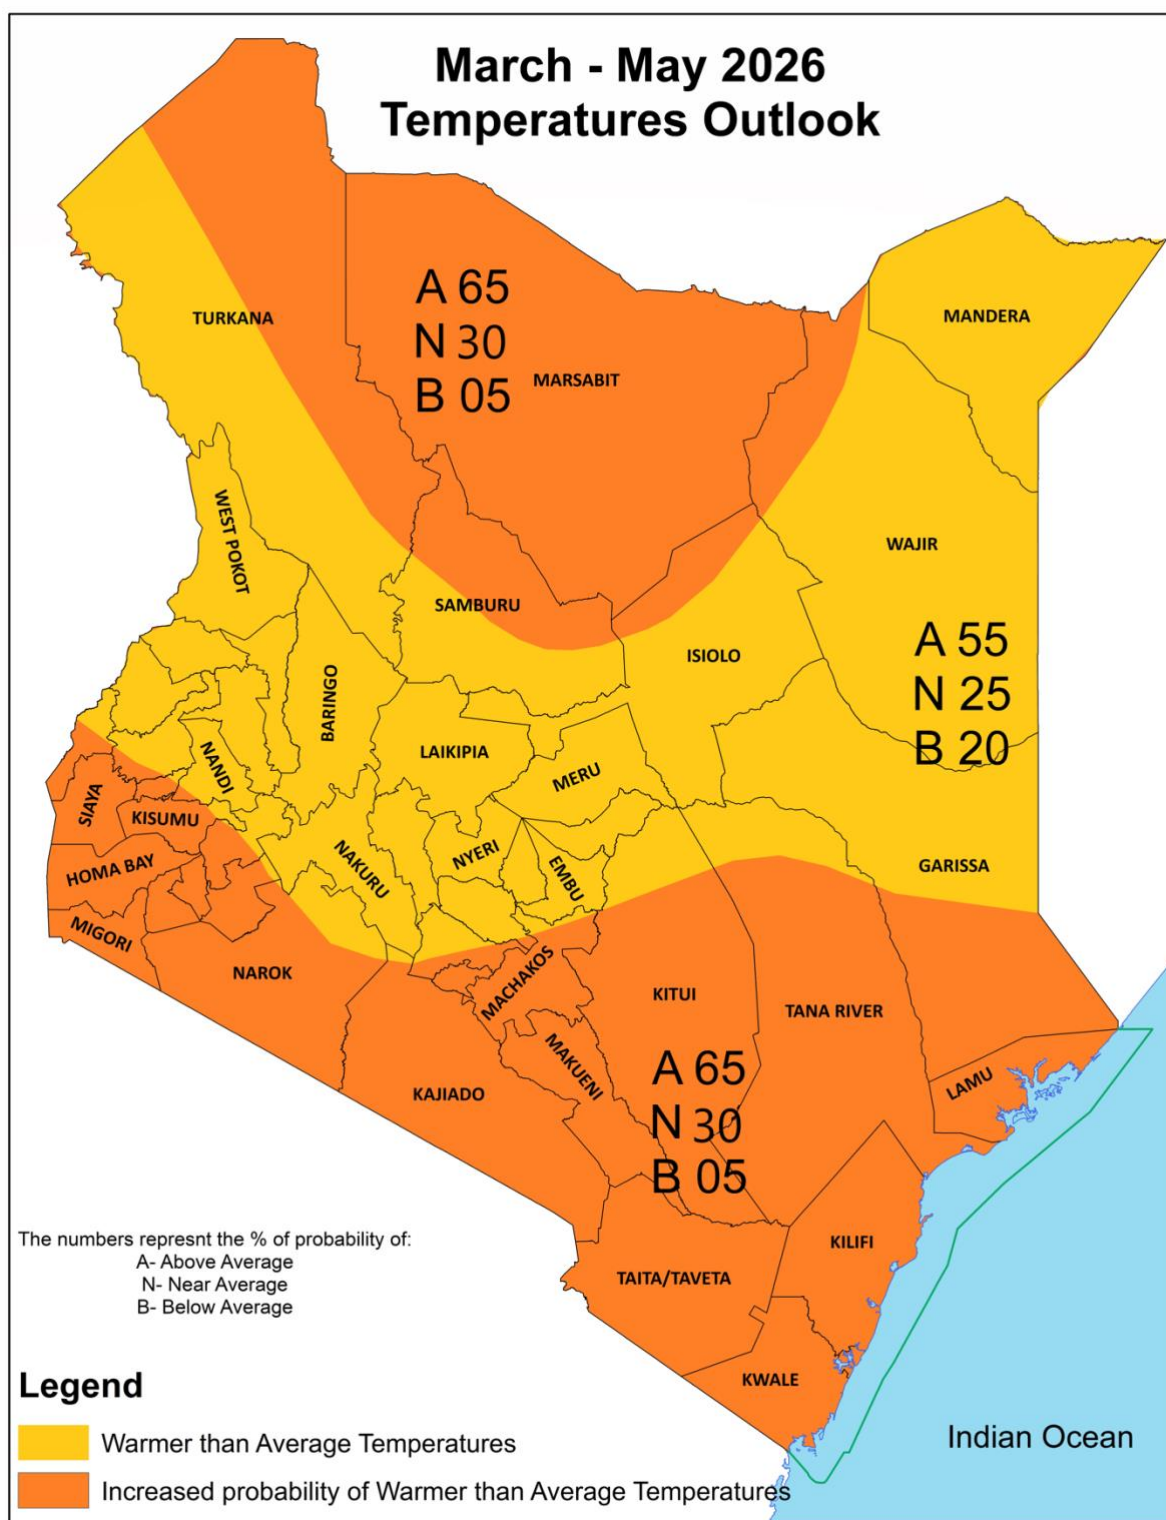 March - May 2026
Temperatures Outlook
A 65
N 30
B 05
TURKANA
MARSABIT
MANDERA
WEST POKOT
SAMBURU
WAJIR
ISIOLO
A 55
N 25
B 20
BARINGO
NANDI
LAIKIPIA
MERU
SIAYA
KISUMU
HOMA BAY
MIGORI
NAKURU
NYERI
EMBU
GARISSA
NAROK
MACHAKOS
KITUI
TANA RIVER
KAJIADO
MAKUENI
LAMU
A 65
N 30
B 05
KILIFI
TAITA/TAVETA
KWALE
The numbers represnt the % of probability of:
A- Above Average
N- Near Average
B- Below Average
Legend
Warmer than Average Temperatures
Increased probability of Warmer than Average Temperatures
Indian Ocean